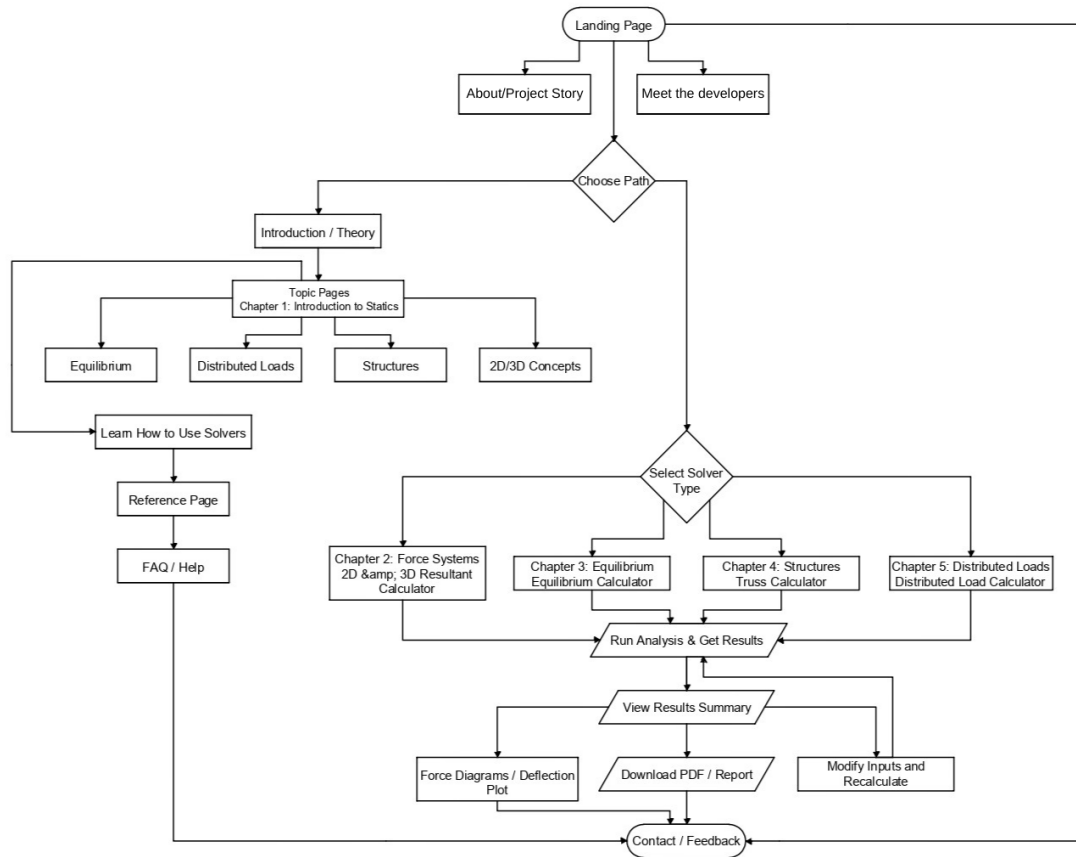 Landing Page
About/Project Story
Meet the developers
Choose Path
Introduction / Theory
Topic Pages
Chapter 1: Introduction to Statics
Equilibrium
Distributed Loads
Structures
2D/3D Concepts
Learn How to Use Solvers
Reference Page
FAQ / Help
Select Solver
Type
Chapter 2: Force Systems
2D &amp; 3D Resultant
Calculator
Chapter 3: Equilibrium
Equilibrium Calculator
Chapter 4: Structures
Truss Calculator
Chapter 5: Distributed Loads
Distributed Load Calculator
Run Analysis & Get Results
View Results Summary
Force Diagrams / Deflection
Plot
Download PDF / Report
Modify Inputs and
Recalculate
Contact / Feedback